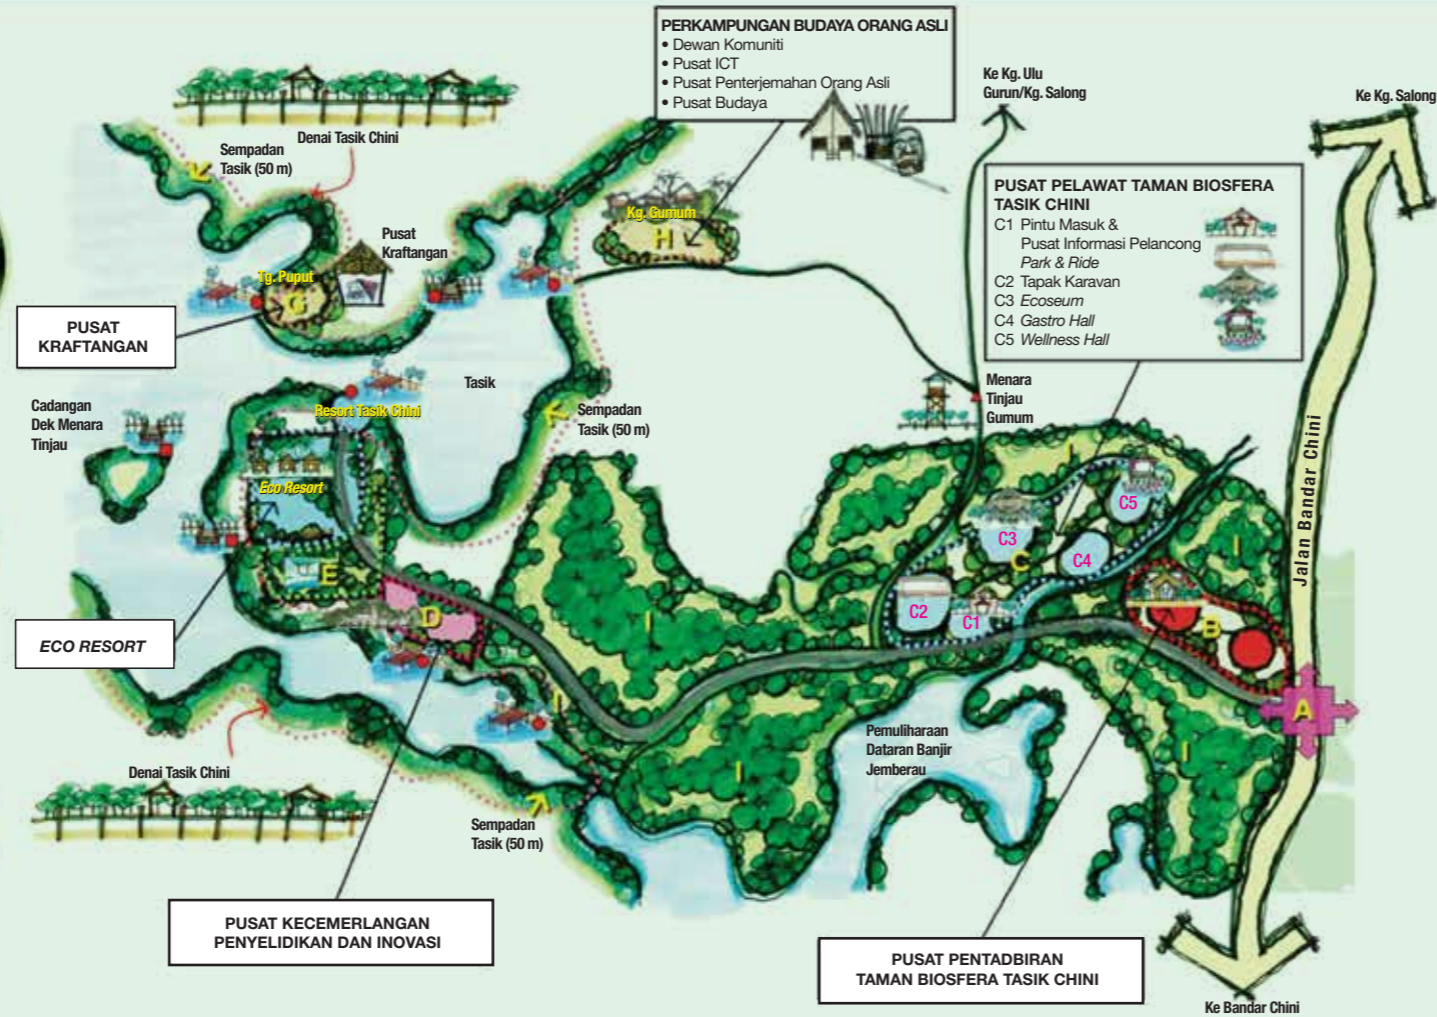 PERKAMPUNGAN BUDAYA ORANG ASLI
• Dewan Komuniti
• Pusat ICT
• Pusat Penterjemahan Orang Asli
• Pusat Budaya
Ke Kg. Ulu
Gurun/Kg. Salong
Ke Kg. Salong
Denai Tasik Chini
Sempadan
Tasik (50 m)
PUSAT PELAWAT TAMAN BIOSFERA
TASIK CHINI
C1 Pintu Masuk &
Pusat Informasi Pelancong
Park & Ride
C2 Tapak Karavan
C3 Ecoseum
C4 Gastro Hall
C5 Wellness Hall
Kg. Gumum
H
Pusat
Kraftangan
Tg. Puput
G
PUSAT
KRAFTANGAN
Tasik
Resort Tasik Chini
Cadangan
Dek Menara
Tinjau
Sempadan
Tasik (50 m)
Menara
Tinjau
Gumum
Jalan Bandar Chini
Eco Resort
E
ECO RESORT
D
I
I
I
I
I
I
C5
C3
C
C4
C2
C1
B
A
Pemuliharaan
Dataran Banjir
Jemberau
Denai Tasik Chini
Sempadan
Tasik (50 m)
PUSAT KECEMERLANGAN
PENYELIDIKAN DAN INOVASI
PUSAT PENTADBIRAN
TAMAN BIOSFERA TASIK CHINI
Ke Bandar Chini